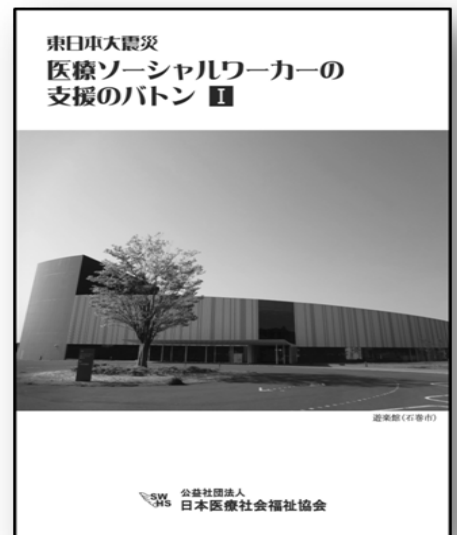 東日本大震災
医療ソーシャルワーカーの
支援のバトン I
遊楽館(石巻市)
SW
HS
公益社団法人
日本医療社会福祉協会